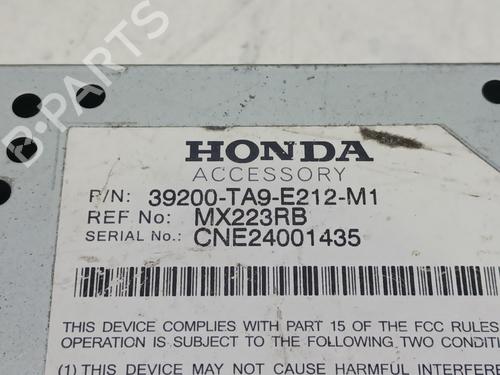 B-PARTS
HONDA
ACCESSORY
P/N: 39200-TA9-E212-M1
REF No: MX223RB
SERIAL No.: CNE24001435
THIS DEVICE COMPLIES WITH PART 15 OF THE FCC RULES
OPERATION IS SUBJECT TO THE FOLLOWING TWO CONDITI
(1) THIS DEVICE MAY NOT CAUSE HARMFUL INTERFEREN